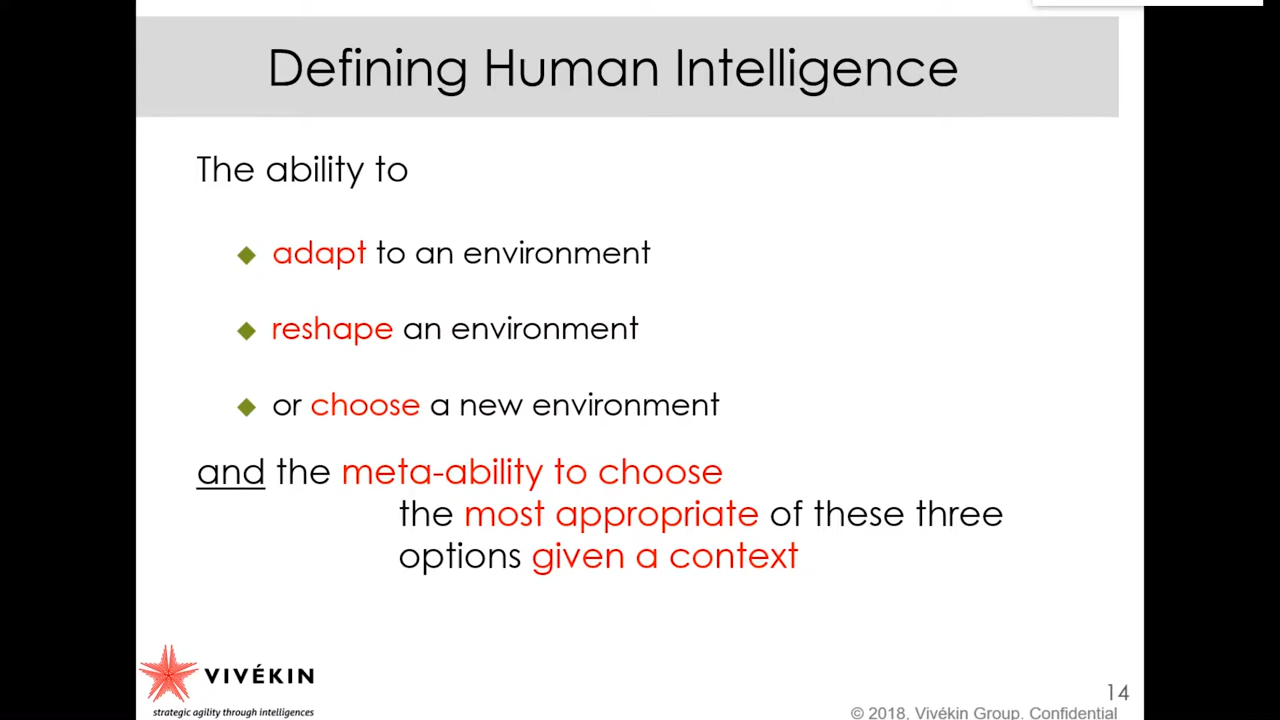 Defining Human Intelligence
The ability to
adapt to an environment
reshape an environment
or choose a new environment
and the meta-ability to choose
the most appropriate of these three
options given a context
VIVÉKIN
strategic agility through intelligences
14
© 2018, Vivékin Group. Confidential